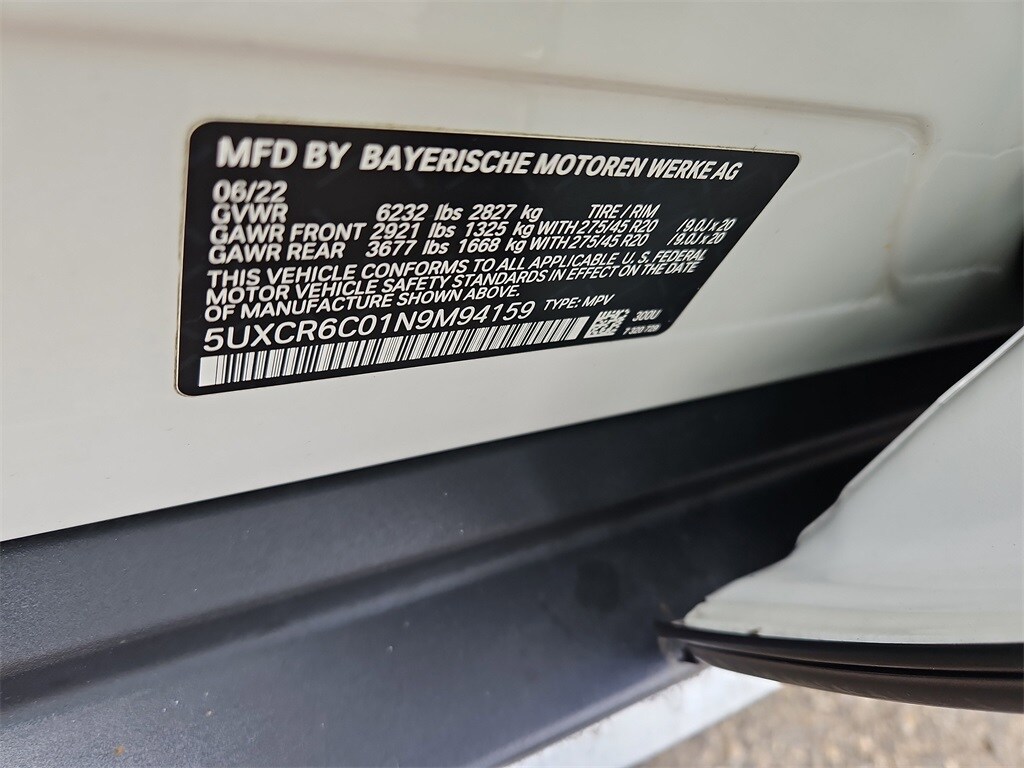 MFD BY BAYERISCHE MOTOREN WERKE AG
06/22
GVWR 6232 lbs 2827 kg TIRE / RIM
GAWR FRONT 2921 lbs 1325 kg WITH 275/45 R20 /9.0J x 20
GAWR REAR 3677 lbs 1668 kg WITH 275/45 R20 /9.0J x 20
THIS VEHICLE CONFORMS TO ALL APPLICABLE U.S. FEDERAL
MOTOR VEHICLE SAFETY STANDARDS IN EFFECT ON THE DATE
OF MANUFACTURE SHOWN ABOVE.
5UXCR6C01N9M94159 TYPE: MPV
300U